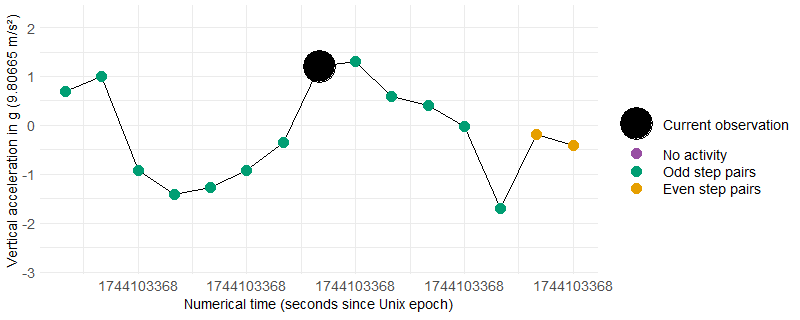 Vertical acceleration in g (9.80665 m/s²)
2
1
0
-1
-2
-3
1744103368 1744103368 1744103368 1744103368 1744103368
Numerical time (seconds since Unix epoch)
Current observation
No activity
Odd step pairs
Even step pairs